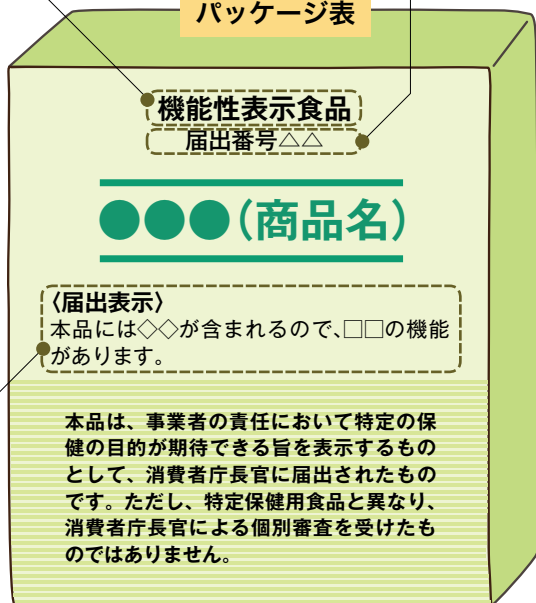 パッケージ表
機能性表示食品
届出番号△△
●●●(商品名)
〈届出表示〉
本品には◇◇が含まれるので、□□の機能
があります。
本品は、事業者の責任において特定の保
健の目的が期待できる旨を表示するもの
として、消費者庁長官に届出されたもの
です。ただし、特定保健用食品と異なり、
消費者庁長官による個別審査を受けたも
のではありません。